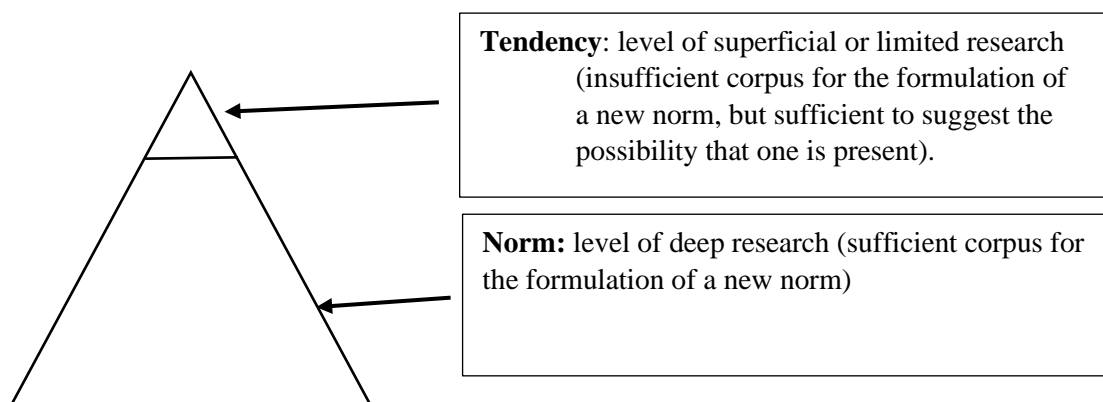 Tendency: level of superficial or limited research
(insufficient corpus for the formulation of
a new norm, but sufficient to suggest the
possibility that one is present).
Norm: level of deep research (sufficient corpus for
the formulation of a new norm)